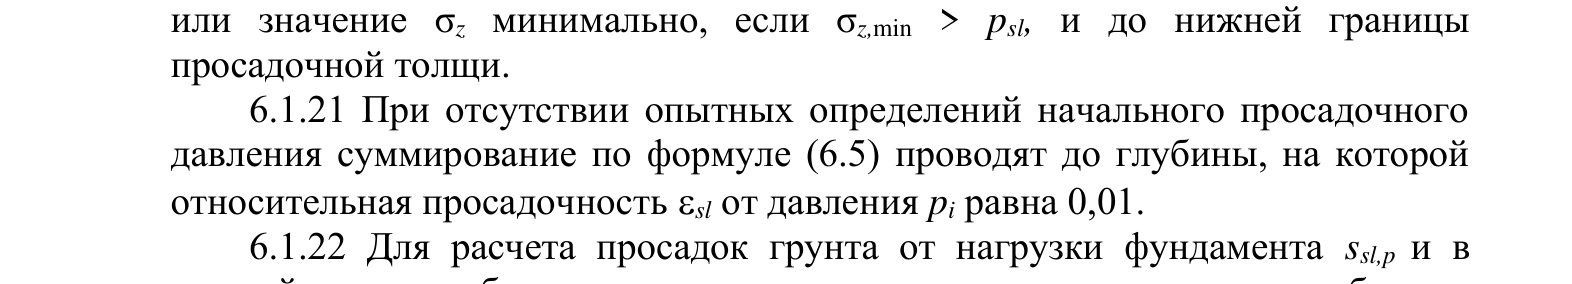 или значение σz минимально, если σz,min > psl, и до нижней границы
просадочной толщи.
6.1.21 При отсутствии опытных определений начального просадочного
давления суммирование по формуле (6.5) проводят до глубины, на которой
относительная просадочность εsl от давления pi равна 0,01.
6.1.22 Для расчета просадок грунта от нагрузки фундамента ssl,p и в